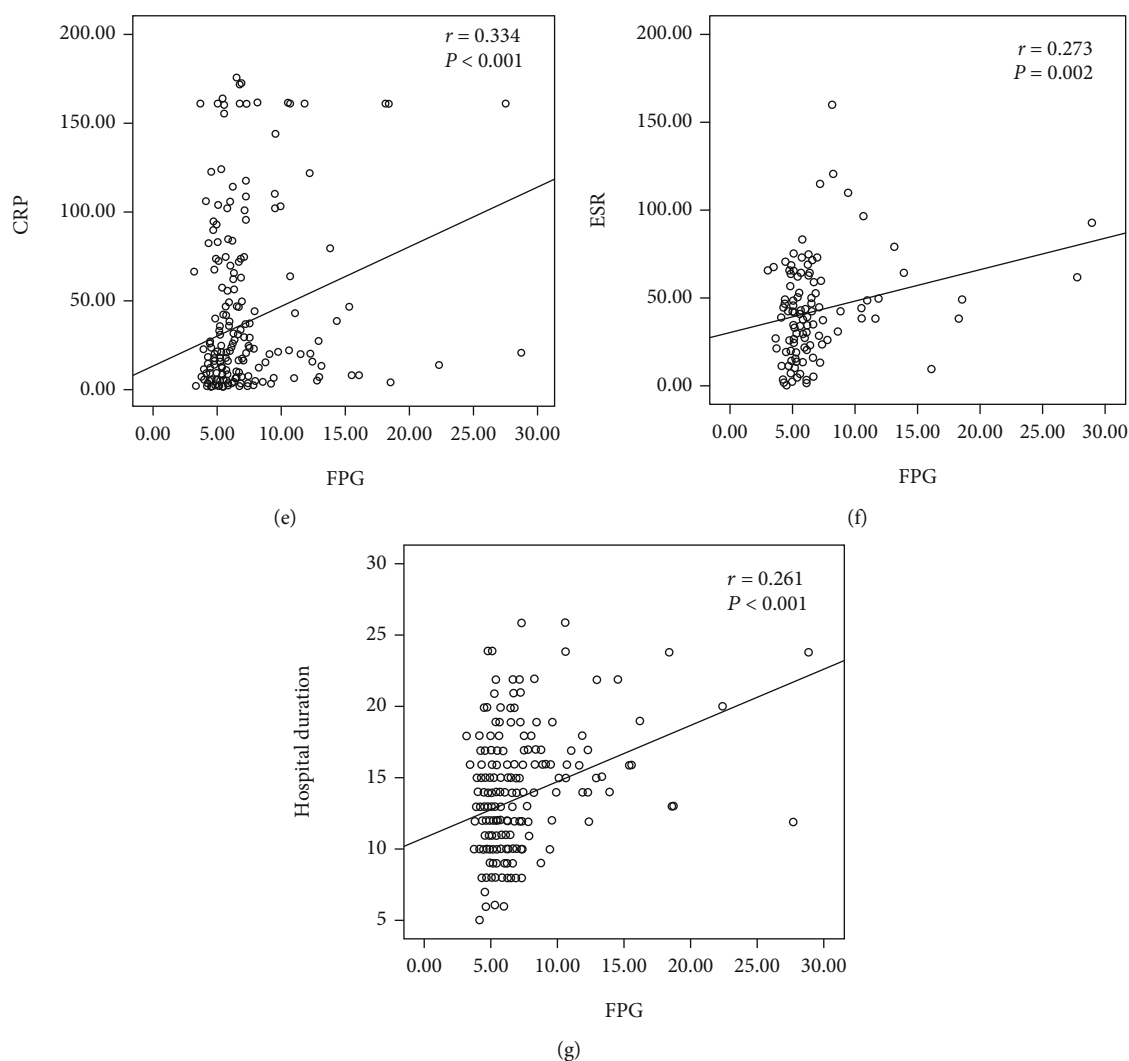 200.00
150.00
100.00
50.00
0.00
CRP
r = 0.334
P < 0.001
0.00 5.00 10.00 15.00 20.00 25.00 30.00
FPG
(e)
200.00
150.00
100.00
50.00
0.00
ESR
r = 0.273
P = 0.002
0.00 5.00 10.00 15.00 20.00 25.00 30.00
FPG
(f)
30
25
20
15
10
5
Hospital duration
r = 0.261
P < 0.001
0.00 5.00 10.00 15.00 20.00 25.00 30.00
FPG
(g)